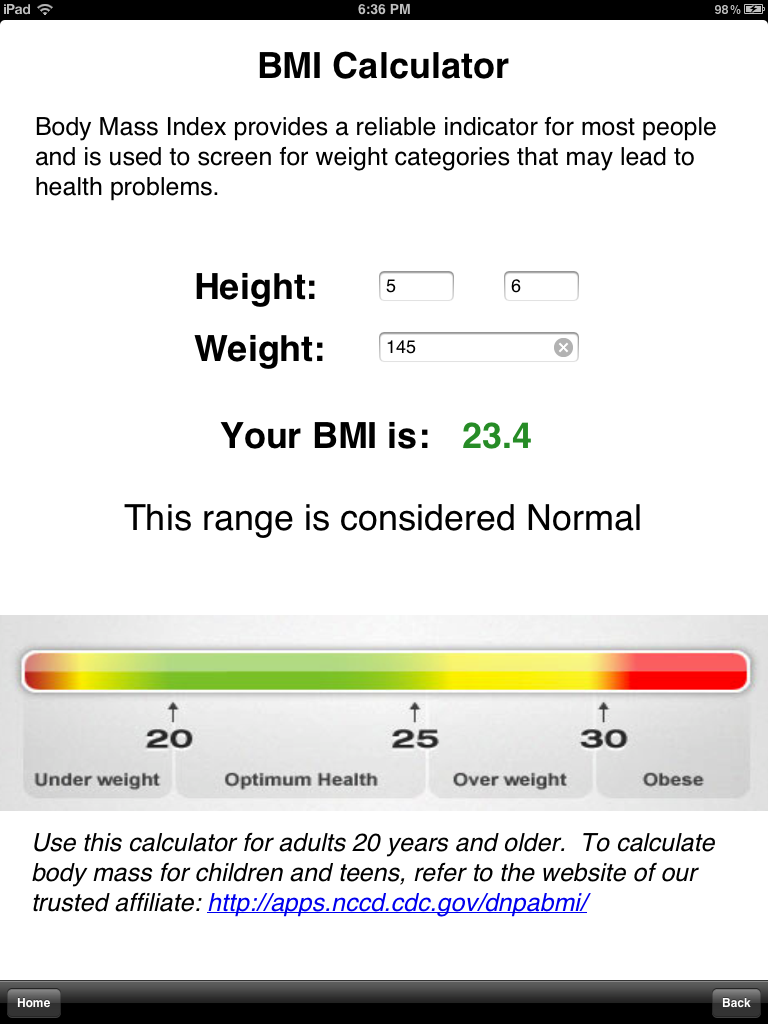 iPad 6:36 PM 98%
BMI Calculator
Body Mass Index provides a reliable indicator for most people
and is used to screen for weight categories that may lead to
health problems.
Height: 5 6
Weight: 145
Your BMI is: 23.4
This range is considered Normal
20 25 30
Under weight Optimum Health Over weight Obese
Use this calculator for adults 20 years and older.  To calculate
body mass for children and teens, refer to the website of our
trusted affiliate: http://apps.nccd.cdc.gov/dnpabmi/
Home Back